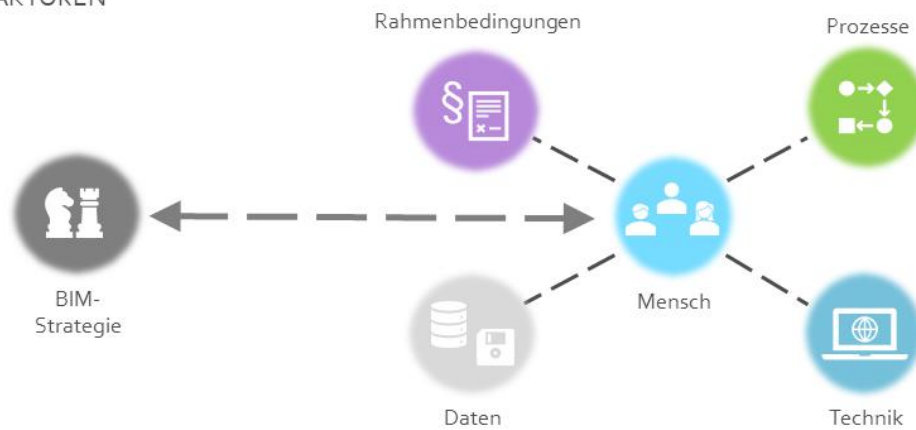 Rahmenbedingungen
Prozesse
§
BIM-
Strategie
Mensch
Daten
Technik